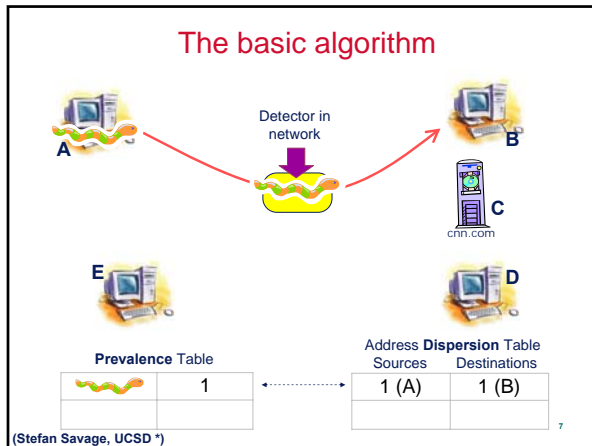 The basic algorithm
Detector in
network
A
B
C
cnn.com
E
D
Prevalence Table
Address Dispersion Table
Sources Destinations
1
1 (A) 1 (B)
(Stefan Savage, UCSD *)
7